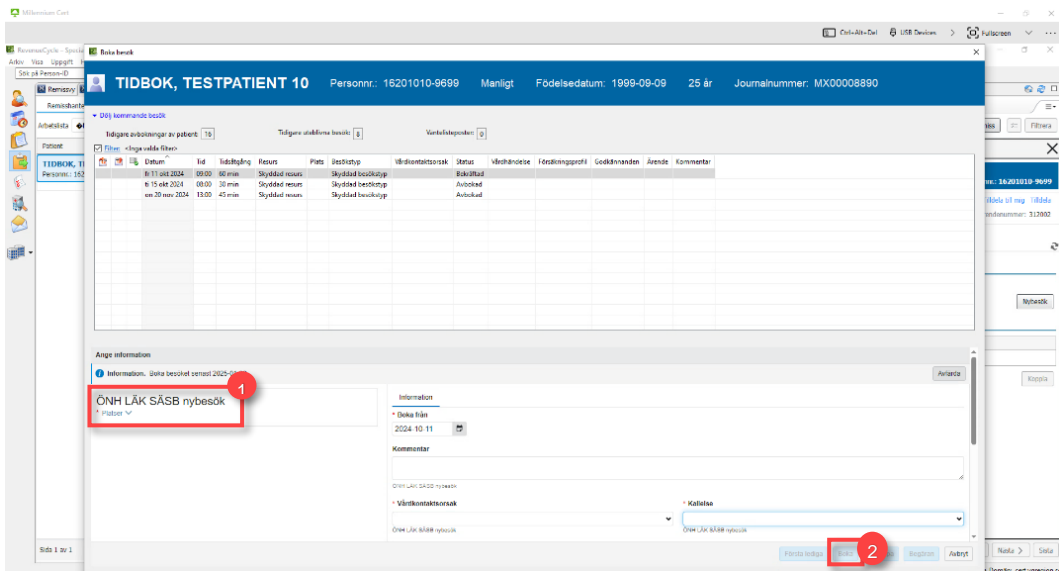 Millennium Cert
Ctrl+Alt+Del USB Devices Fullscreen
RevenueCycle - Specia
Arkiv Visa Uppgift
Sök på Person-ID
Boka besök
TIDBOK, TESTPATIENT 10 Personnr.: 16201010-9699 Manligt Födelsedatum: 1999-09-09 25 år Journalnummer: MX00008890
Remissvy
Remisshante
Arbetslista
Patient
TIDBOK, T
Personnr.: 162
Dölj kommande besök
Tidigare avbokningar av patient: 16 Tidigare uteblivna besök: 8 Väntelisteposter: 0
Filter: <Inga valda filter>
Datum Tid Tidsåtgång Resurs Plats Besökstyp Vårdkontaktsorsak Status Vårdhändelse Försäkringsprofil Godkännanden Ärende Kommentar
fr 11 okt 2024 09:00 60 min Skyddad resurs Skyddad besökstyp Bekräftad
ti 15 okt 2024 08:00 30 min Skyddad resurs Skyddad besökstyp Avbokad
on 20 nov 2024 13:00 45 min Skyddad resurs Skyddad besökstyp Avbokad
Filtrera
nr.: 16201010-9699
Tilldela till mig Tilldela
Nybesök
Koppla
Ange information
Information. Boka besöket senast 2025-
Avfärda
1
ÖNH LÄK SÄSB nybesök
* Platser
Information
* Boka från
2024-10-11
Kommentar
ÖNH LÄK SÄSB nybesök
* Vårdkontaktsorsak * Kallelse
ÖNH LÄK SÄSB nybesök ÖNH LÄK SÄSB nybesök
2
Första lediga Boka Begäran Avbryt
Sida 1 av 1
Nästa > Sista